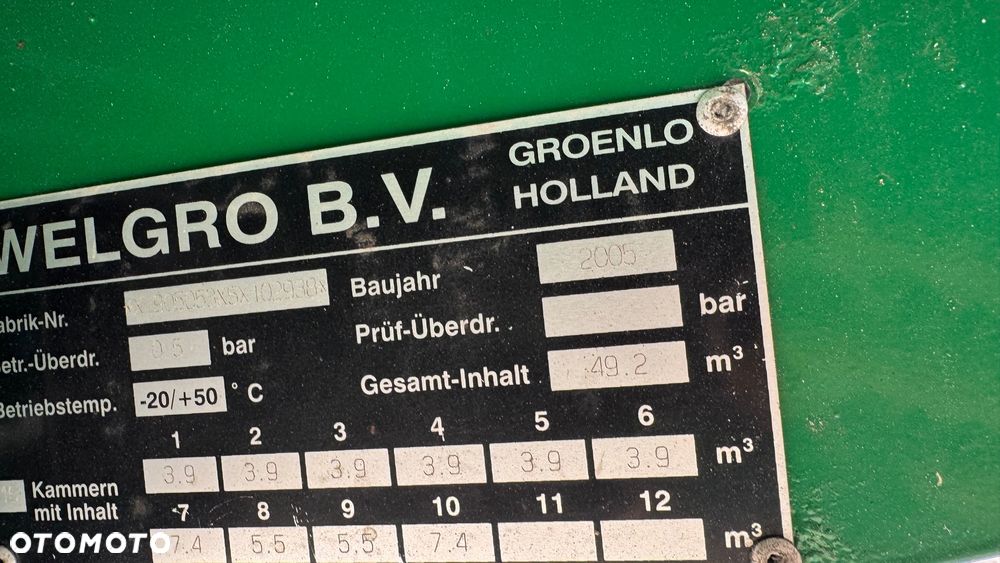 GROENLO
HOLLAND
WELGRO B.V.
abrik-Nr.
Baujahr 2005
etr.-Überdr. 0.5 bar
Prüf-Überdr. bar
Betriebstemp. -20/+50 °C
Gesamt-Inhalt 49.2 m³
1 2 3 4 5 6
3.9 3.9 3.9 3.9 3.9 3.9 m³
Kammern
mit Inhalt
7 8 9 10 11 12
7.4 5.5 5.5 7.4 m³
OTOMOTO